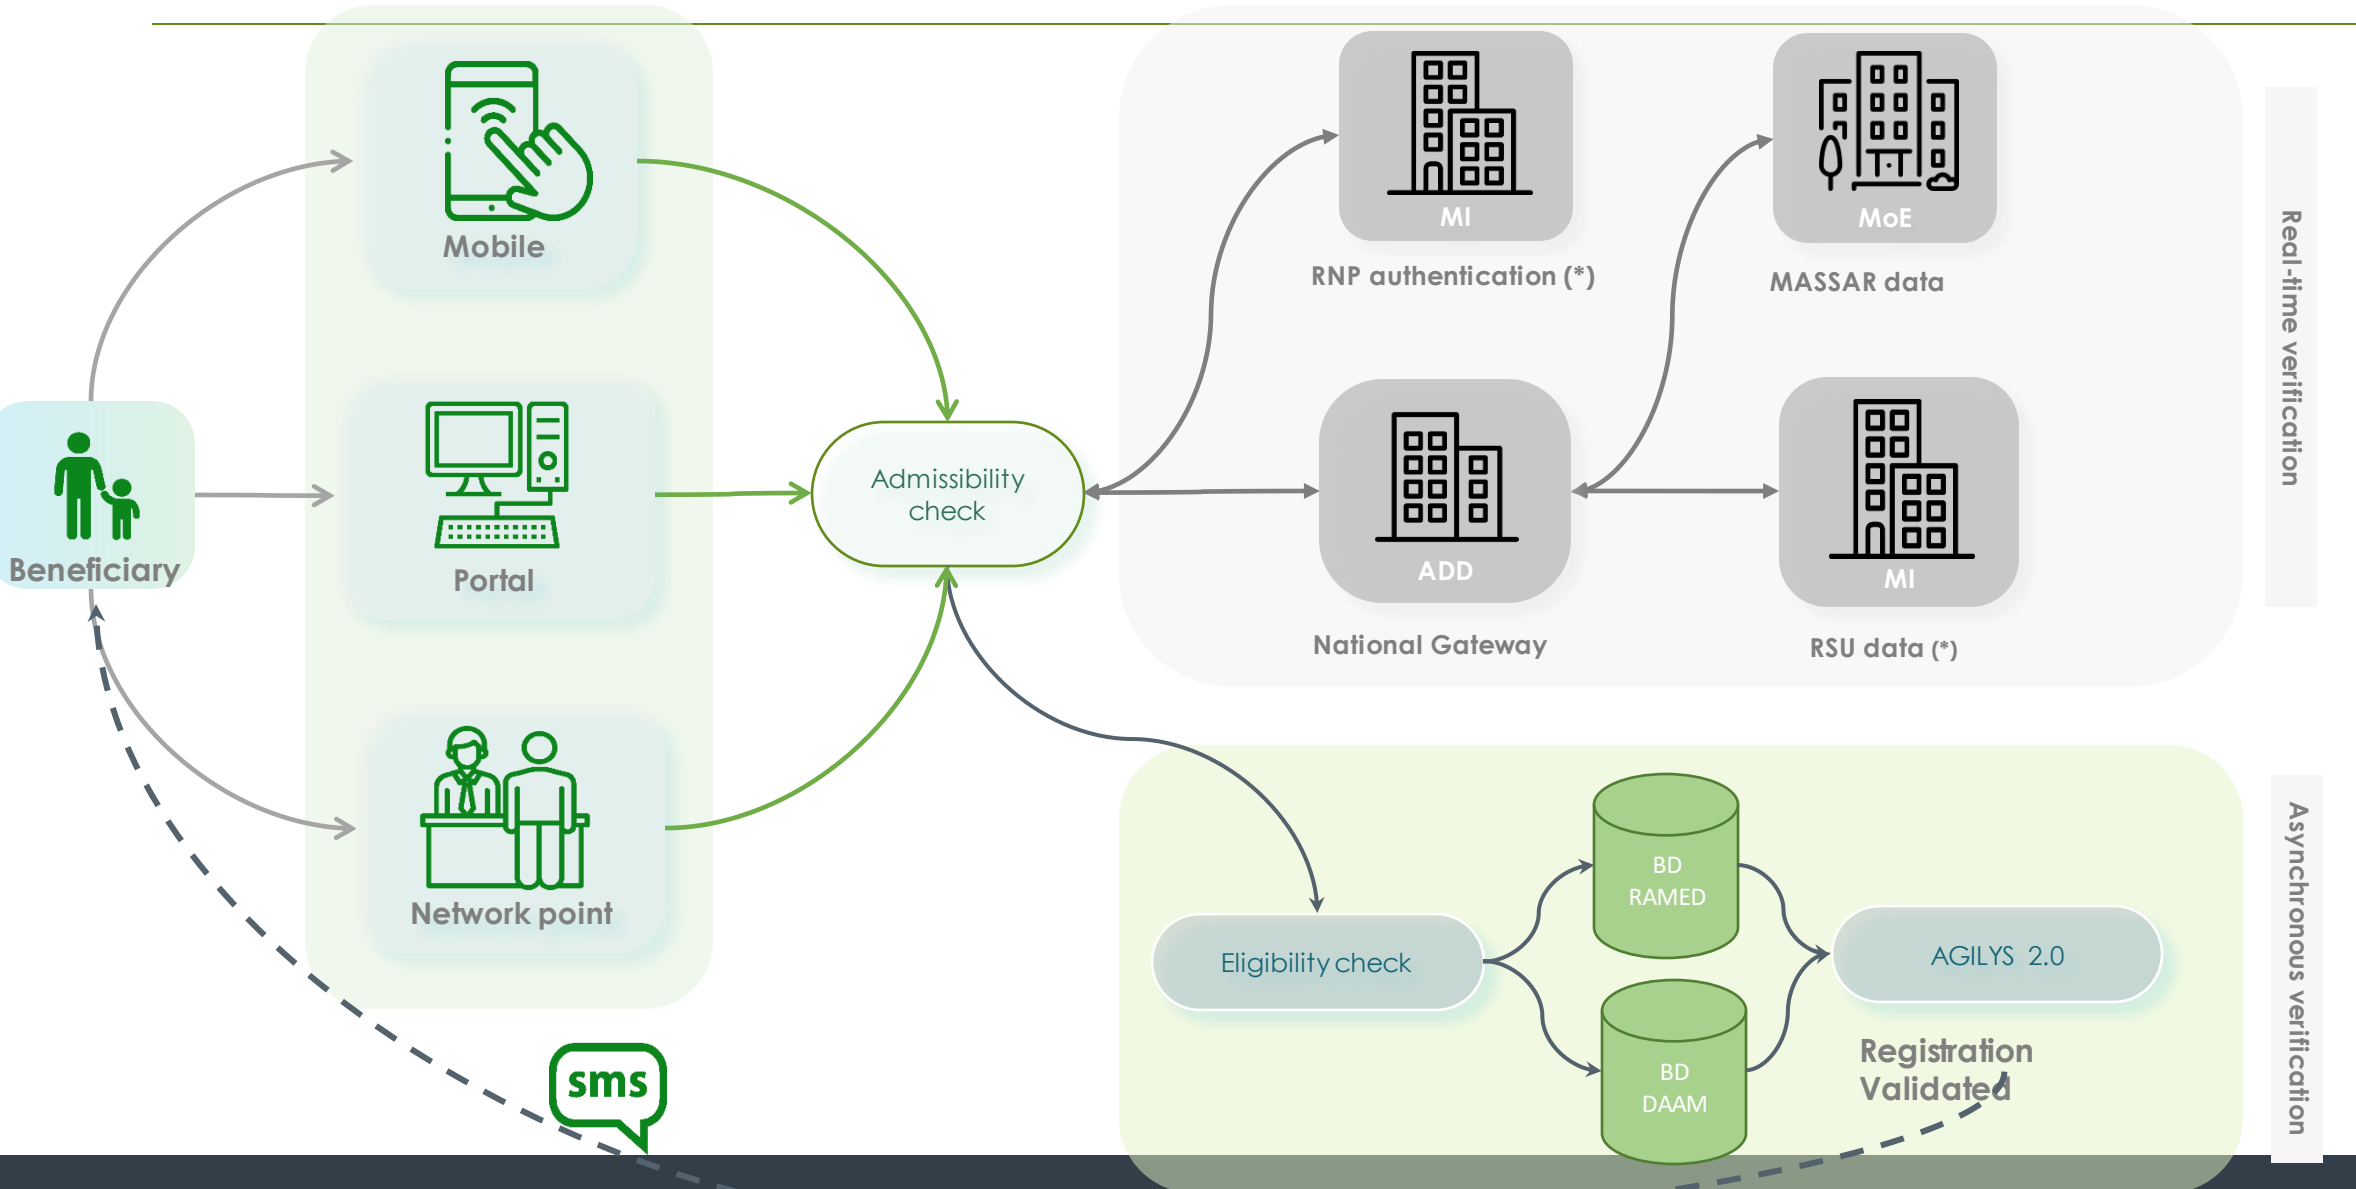 Mobile
Beneficiary
Portal
Network point
sms
Admissibility
check
MI
RNP authentication (*)
MoE
MASSAR data
ADD
National Gateway
MI
RSU data (*)
Real-time verification
Eligibility check
BD
RAMED
BD
DAAM
AGILYS 2.0
Registration
Validated
Asynchronous verification